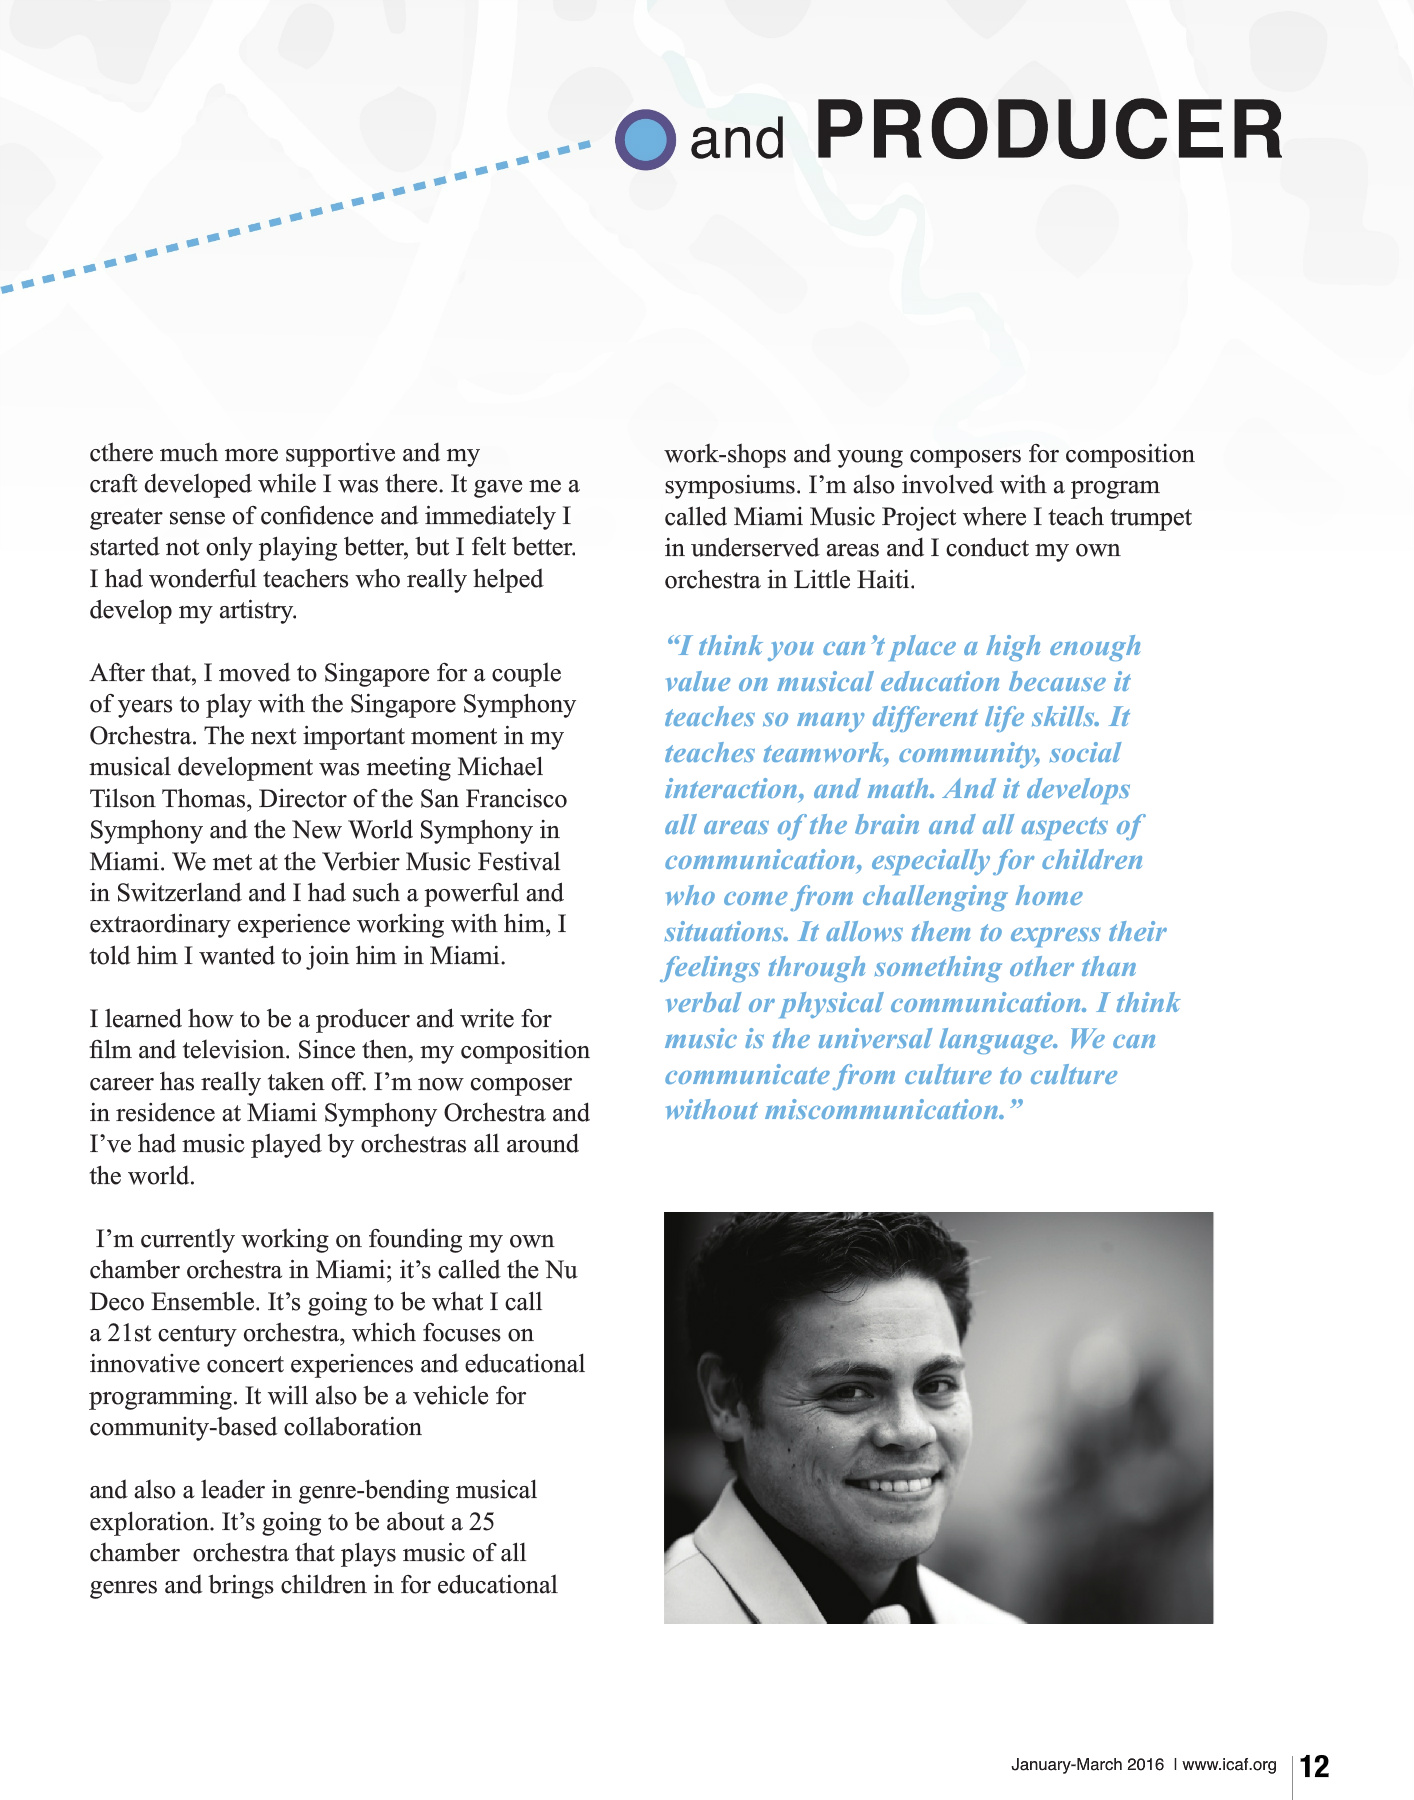 and PRODUCER
cthere much more supportive and my
craft developed while I was there. It gave me a
greater sense of confidence and immediately I
started not only playing better, but I felt better.
I had wonderful teachers who really helped
develop my artistry.
After that, I moved to Singapore for a couple
of years to play with the Singapore Symphony
Orchestra. The next important moment in my
musical development was meeting Michael
Tilson Thomas, Director of the San Francisco
Symphony and the New World Symphony in
Miami. We met at the Verbier Music Festival
in Switzerland and I had such a powerful and
extraordinary experience working with him, I
told him I wanted to join him in Miami.
I learned how to be a producer and write for
film and television. Since then, my composition
career has really taken off. I’m now composer
in residence at Miami Symphony Orchestra and
I’ve had music played by orchestras all around
the world.
I’m currently working on founding my own
chamber orchestra in Miami; it’s called the Nu
Deco Ensemble. It’s going to be what I call
a 21st century orchestra, which focuses on
innovative concert experiences and educational
programming. It will also be a vehicle for
community-based collaboration
and also a leader in genre-bending musical
exploration. It’s going to be about a 25
chamber  orchestra that plays music of all
genres and brings children in for educational
work-shops and young composers for composition
symposiums. I’m also involved with a program
called Miami Music Project where I teach trumpet
in underserved areas and I conduct my own
orchestra in Little Haiti.
“I think you can’t place a high enough
value on musical education because it
teaches so many different life skills. It
teaches teamwork, community, social
interaction, and math. And it develops
all areas of the brain and all aspects of
communication, especially for children
who come from challenging home
situations. It allows them to express their
feelings through something other than
verbal or physical communication. I think
music is the universal language. We can
communicate from culture to culture
without miscommunication.”
January-March 2016 | www.icaf.org 12